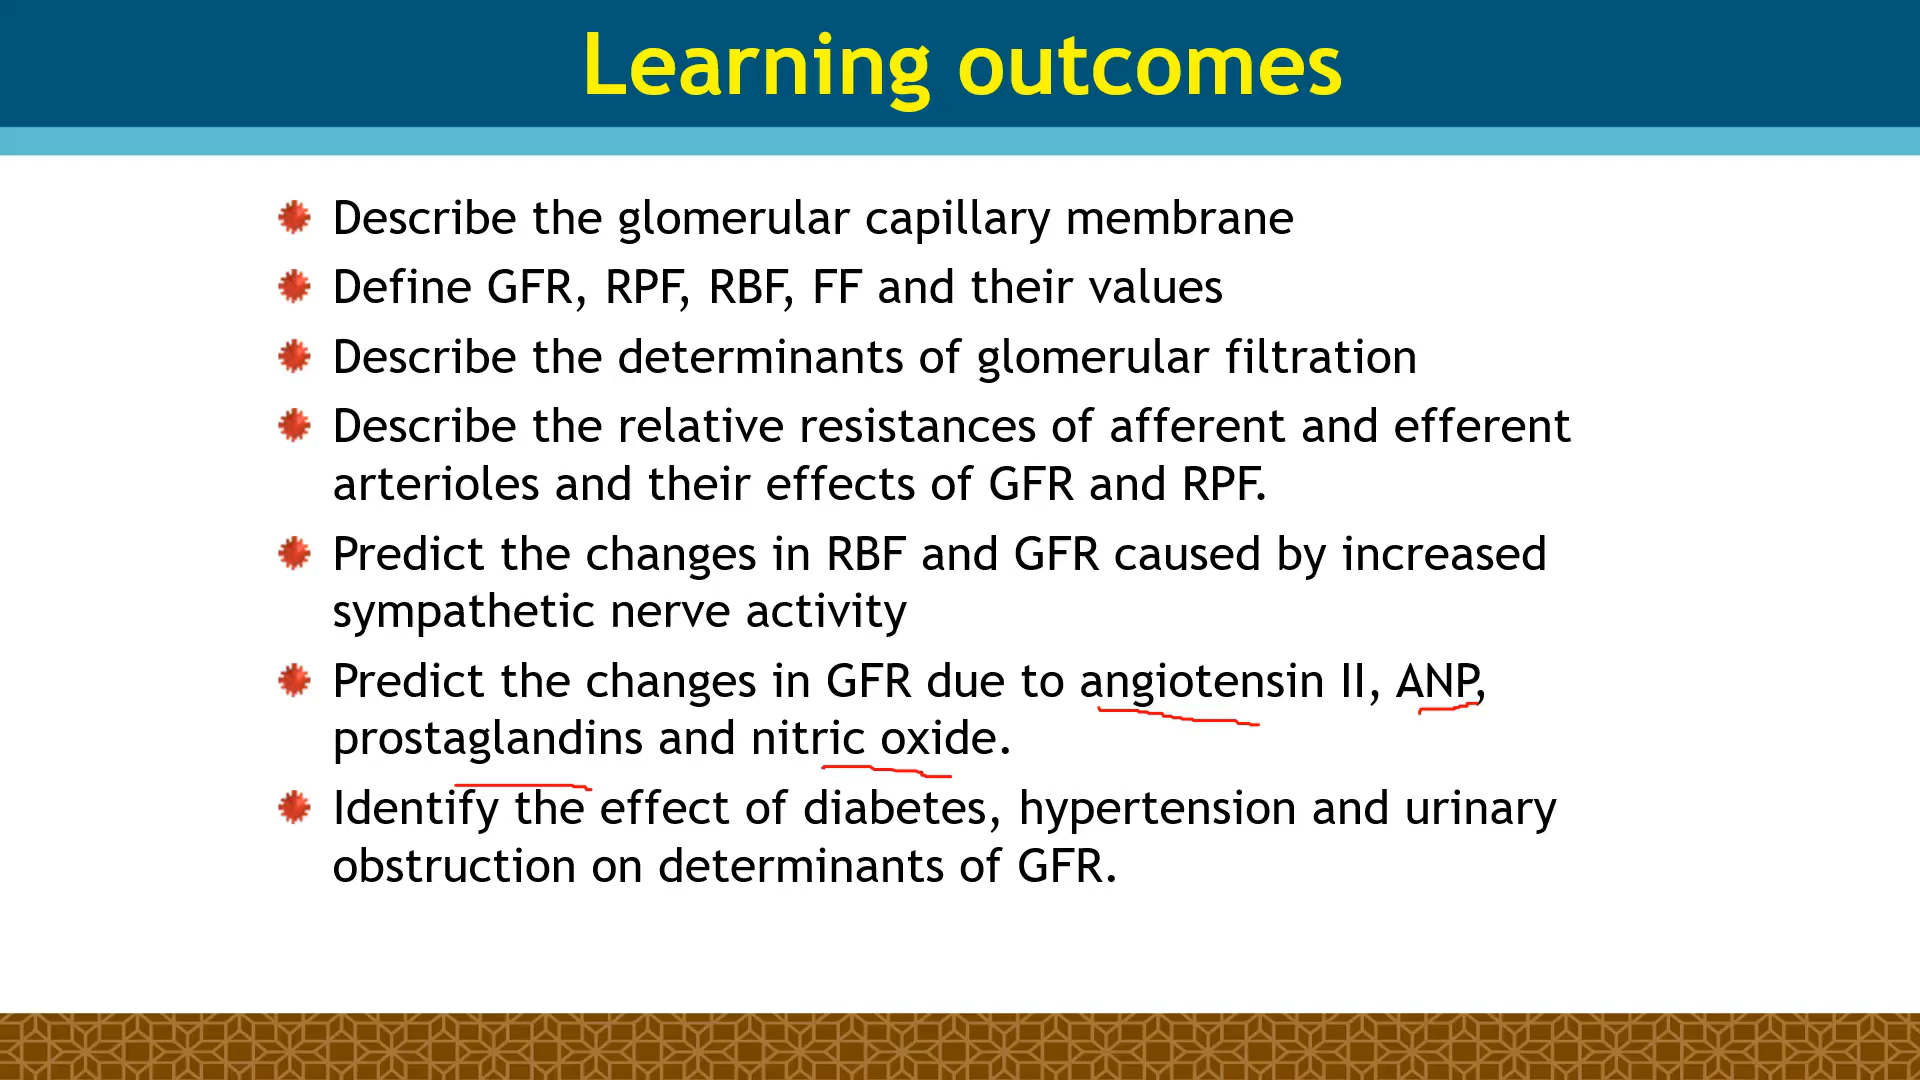 Learning outcomes
Describe the glomerular capillary membrane
Define GFR, RPF, RBF, FF and their values
Describe the determinants of glomerular filtration
Describe the relative resistances of afferent and efferent
arterioles and their effects of GFR and RPF.
Predict the changes in RBF and GFR caused by increased
sympathetic nerve activity
Predict the changes in GFR due to angiotensin II, ANP,
prostaglandins and nitric oxide.
Identify the effect of diabetes, hypertension and urinary
obstruction on determinants of GFR.